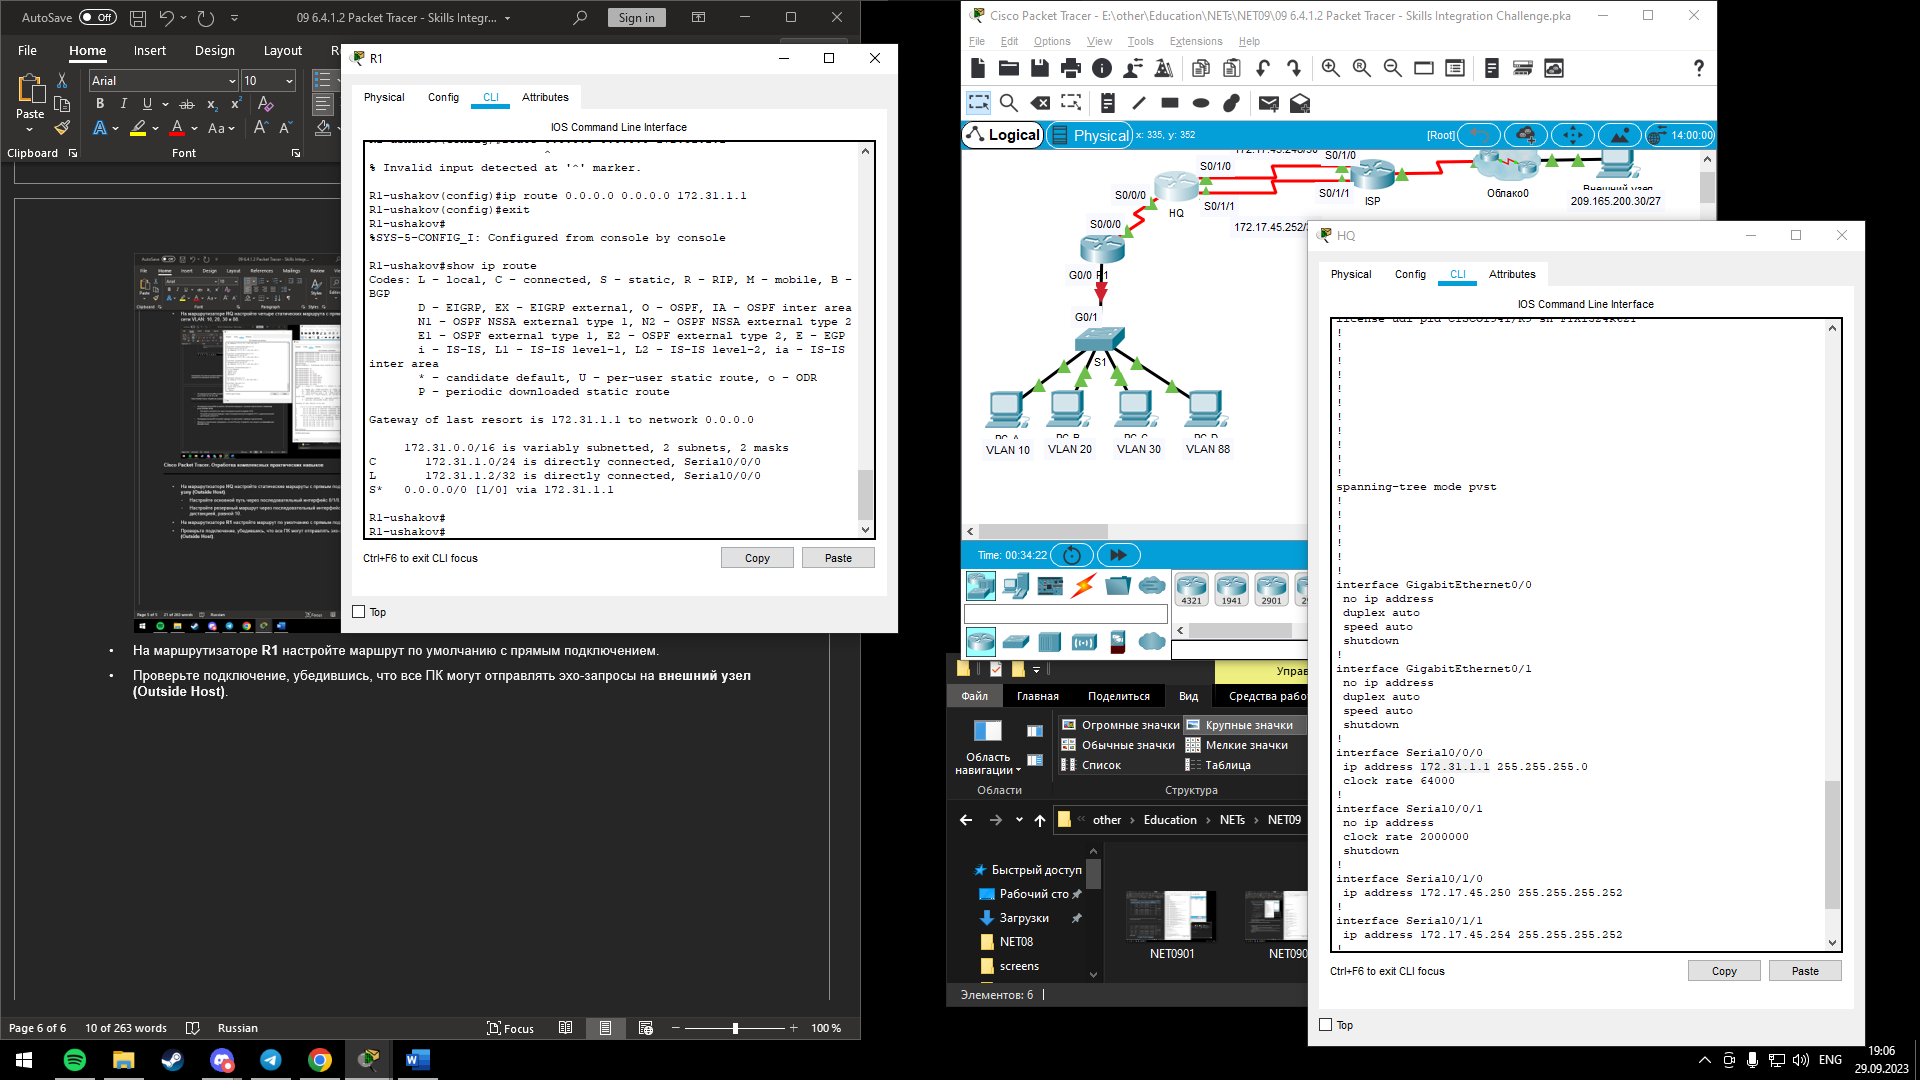 AutoSave Off 09 6.4.1.2 Packet Tracer - Skills Integr... Sign in
File Home Insert Design Layout
Paste Arial 10
B I U ab x₂ x² A
A Aa A A
Clipboard Font
• На маршрутизаторе R1 настройте маршрут по умолчанию с прямым подключением.
• Проверьте подключение, убедившись, что все ПК могут отправлять эхо-запросы на внешний узел
(Outside Host).
Page 6 of 6 10 of 263 words Russian Focus 100 %
R1
Physical Config CLI Attributes
IOS Command Line Interface
^
% Invalid input detected at '^' marker.
R1-ushakov(config)#ip route 0.0.0.0 0.0.0.0 172.31.1.1
R1-ushakov(config)#exit
R1-ushakov#
%SYS-5-CONFIG_I: Configured from console by console
R1-ushakov#show ip route
Codes: L - local, C - connected, S - static, R - RIP, M - mobile, B -
BGP
D - EIGRP, EX - EIGRP external, O - OSPF, IA - OSPF inter area
N1 - OSPF NSSA external type 1, N2 - OSPF NSSA external type 2
E1 - OSPF external type 1, E2 - OSPF external type 2, E - EGP
i - IS-IS, L1 - IS-IS level-1, L2 - IS-IS level-2, ia - IS-IS
inter area
* - candidate default, U - per-user static route, o - ODR
P - periodic downloaded static route
Gateway of last resort is 172.31.1.1 to network 0.0.0.0
172.31.0.0/16 is variably subnetted, 2 subnets, 2 masks
C 172.31.1.0/24 is directly connected, Serial0/0/0
L 172.31.1.2/32 is directly connected, Serial0/0/0
S* 0.0.0.0/0 [1/0] via 172.31.1.1
R1-ushakov#
R1-ushakov#
Ctrl+F6 to exit CLI focus Copy Paste
Top
Cisco Packet Tracer - E:\other\Education\NETs\NET09\09 6.4.1.2 Packet Tracer - Skills Integration Challenge.pka
File Edit Options View Tools Extensions Help
Logical Physical x: 335, y: 352 [Root] 14:00:00
S0/1/0 S0/1/0
S0/0/0 Облако0 Внешний узел
S0/1/1 S0/1/1 ISP 209.165.200.30/27
HQ
S0/0/0 172.17.45.252/
G0/0 R1
G0/1
S1
PC-A PC-B PC-C PC-D
VLAN 10 VLAN 20 VLAN 30 VLAN 88
Time: 00:34:22
4321 1941 2901
HQ
Physical Config CLI Attributes
IOS Command Line Interface
!
!
!
!
!
!
!
!
!
!
!
spanning-tree mode pvst
!
!
!
!
!
!
interface GigabitEthernet0/0
no ip address
duplex auto
speed auto
shutdown
!
interface GigabitEthernet0/1
no ip address
duplex auto
speed auto
shutdown
!
interface Serial0/0/0
ip address 172.31.1.1 255.255.255.0
clock rate 64000
!
interface Serial0/0/1
no ip address
clock rate 2000000
shutdown
!
interface Serial0/1/0
ip address 172.17.45.250 255.255.255.252
!
interface Serial0/1/1
ip address 172.17.45.254 255.255.255.252
!
Ctrl+F6 to exit CLI focus Copy Paste
Top
Управ
Файл Главная Поделиться Вид Средства рабо
Область
навигации
Огромные значки Крупные значки
Обычные значки Мелкие значки
Список Таблица
Области Структура
other › Education › NETs › NET09
Быстрый доступ
Рабочий сто
Загрузки
NET08
screens
NET0901 NET090
Элементов: 6
ENG
19:06
29.09.2023